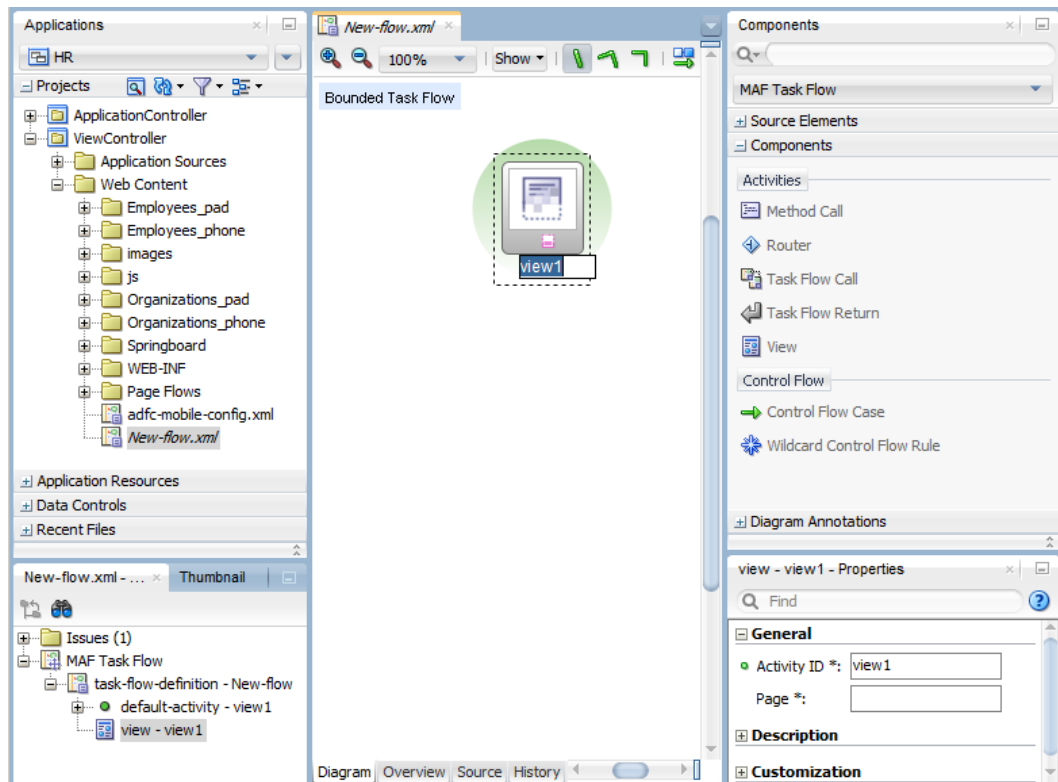 Applications
HR
Projects
ApplicationController
ViewController
Application Sources
Web Content
Employees_pad
Employees_phone
images
js
Organizations_pad
Organizations_phone
Springboard
WEB-INF
Page Flows
adfc-mobile-config.xml
New-flow.xml
Application Resources
Data Controls
Recent Files
New-flow.xml - ...
Thumbnail
Issues (1)
MAF Task Flow
task-flow-definition - New-flow
default-activity - view1
view - view1
New-flow.xml
100%
Show
Bounded Task Flow
view1
Diagram Overview Source History
Components
MAF Task Flow
Source Elements
Components
Activities
Method Call
Router
Task Flow Call
Task Flow Return
View
Control Flow
Control Flow Case
Wildcard Control Flow Rule
Diagram Annotations
view - view1 - Properties
Find
General
Activity ID *: view1
Page *:
Description
Customization